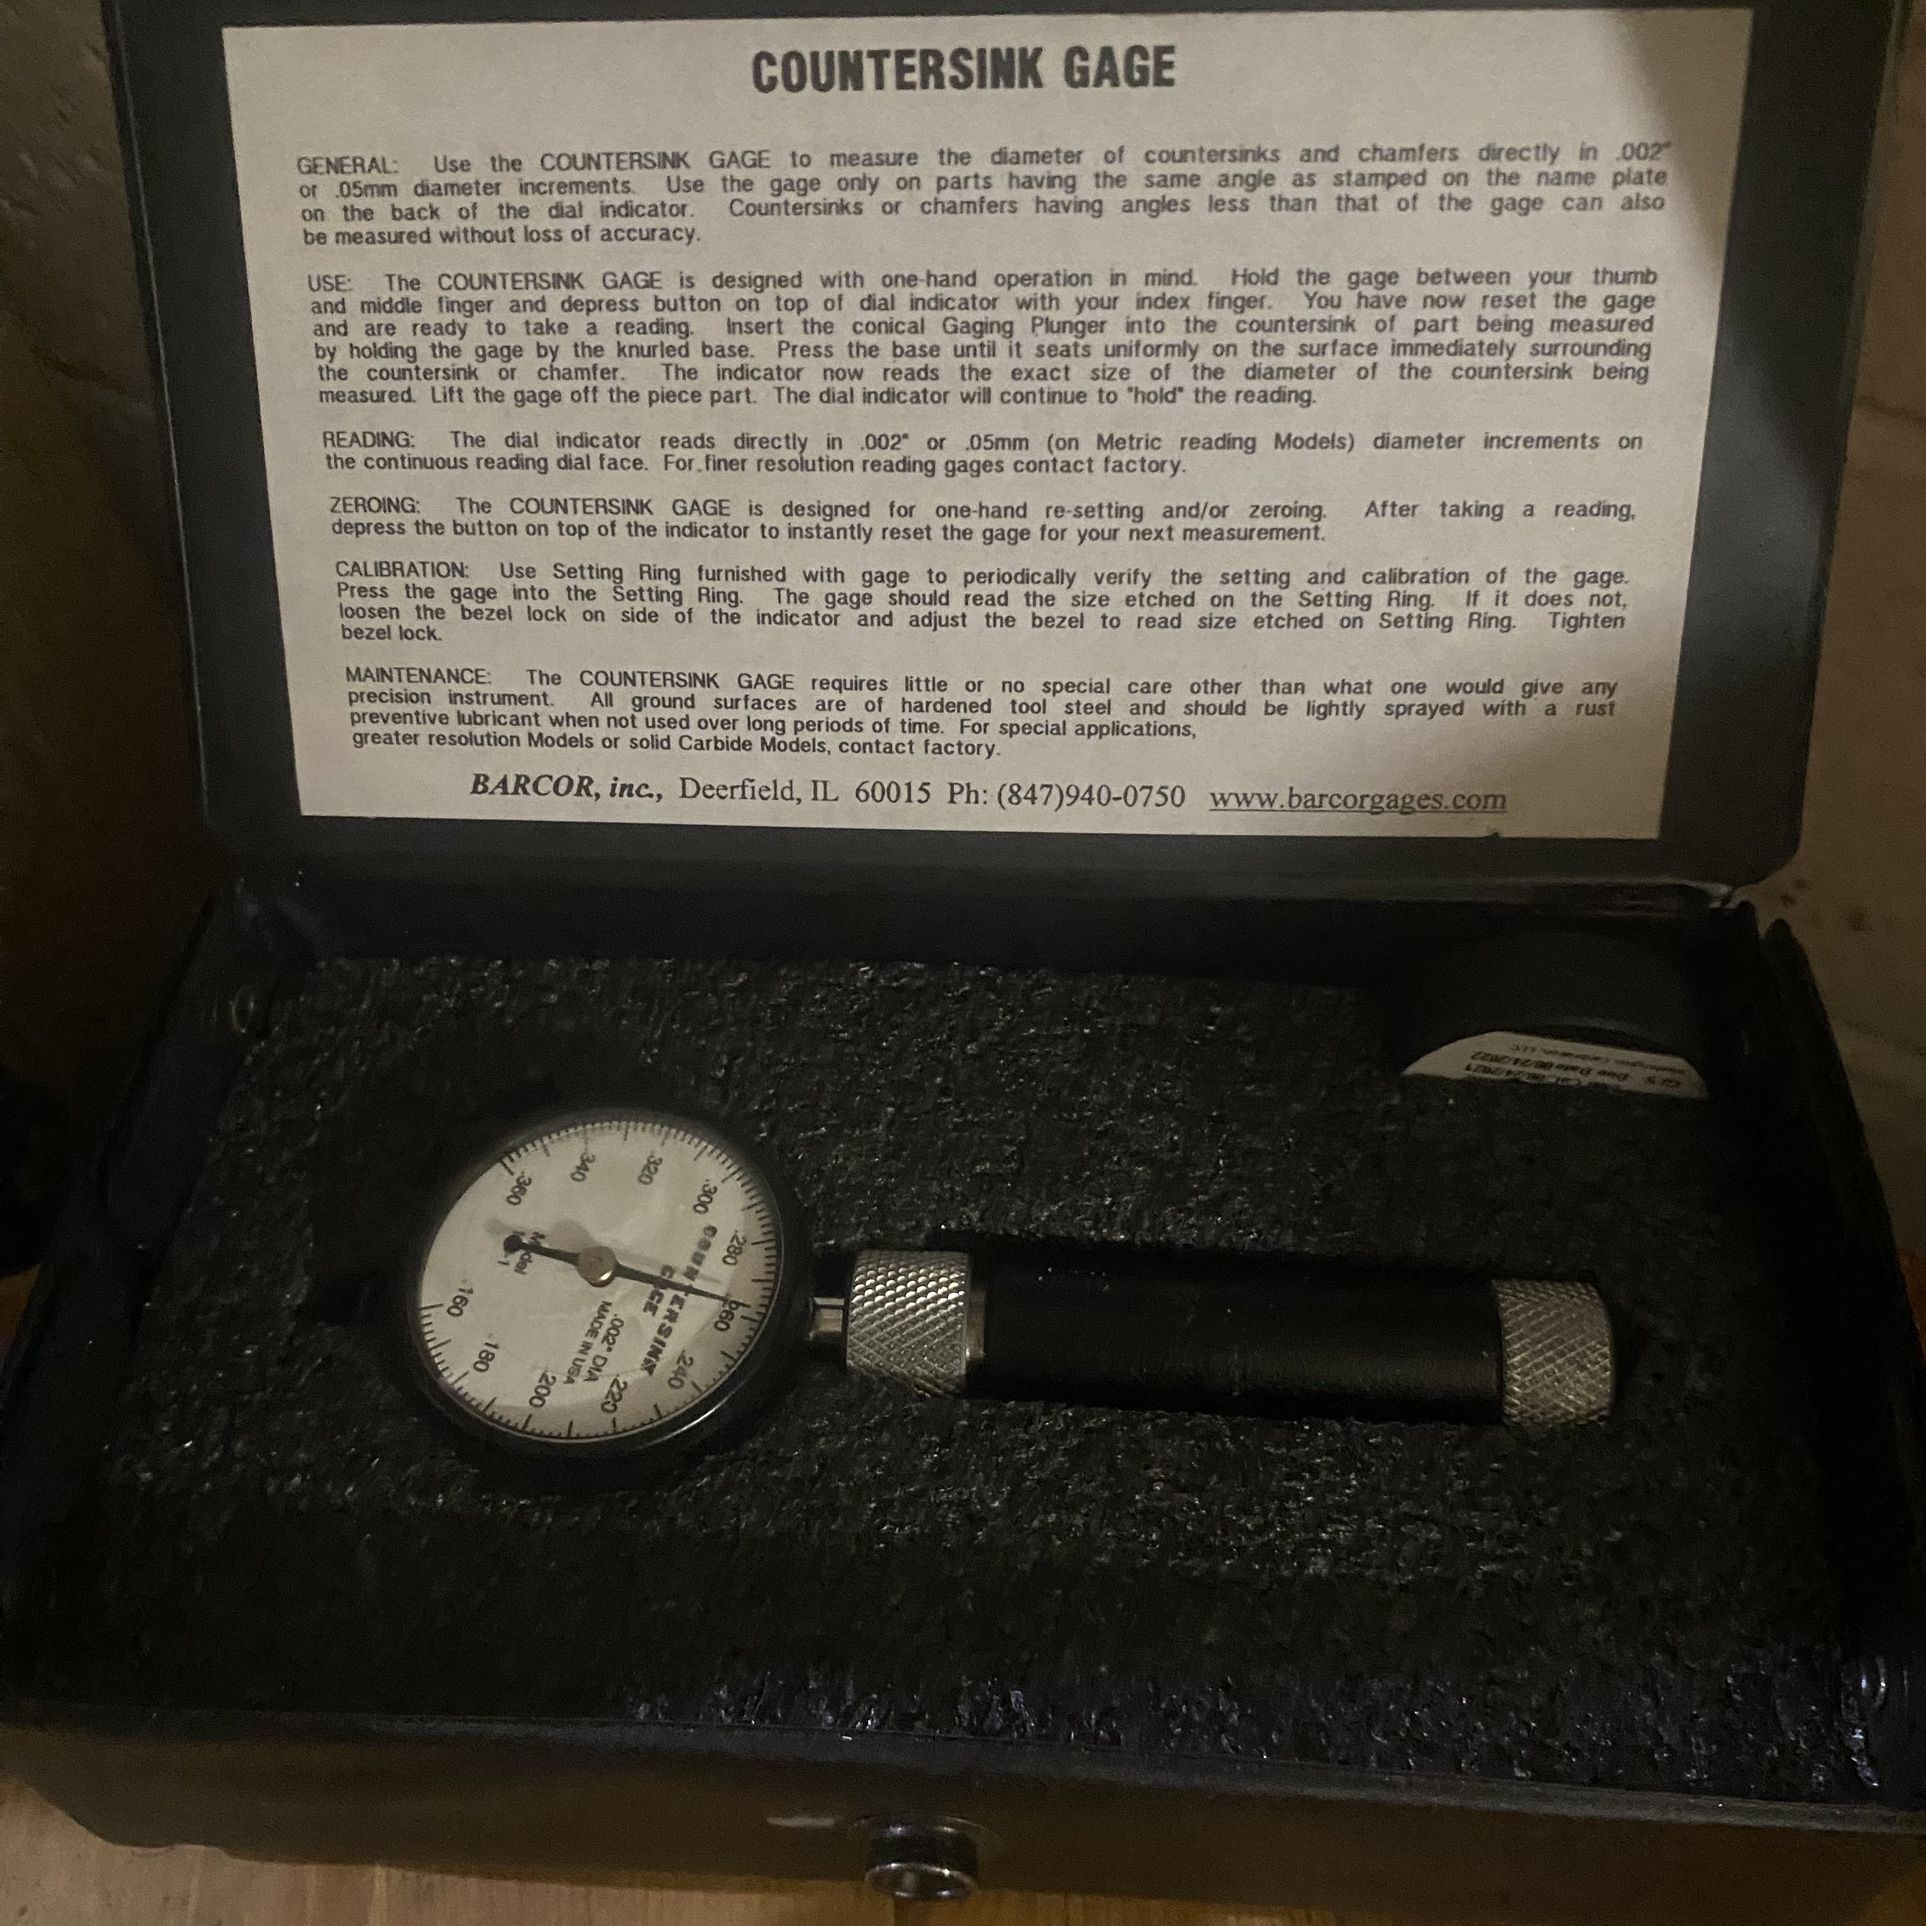 COUNTERSINK GAGE
GENERAL: Use the COUNTERSINK GAGE to measure the diameter of countersinks and chamfers directly in .002"
or .05mm diameter increments. Use the gage only on parts having the same angle as stamped on the name plate
on the back of the dial indicator. Countersinks or chamfers having angles less than that of the gage can also
be measured without loss of accuracy.
USE: The COUNTERSINK GAGE is designed with one-hand operation in mind. Hold the gage between your thumb
and middle finger and depress button on top of dial indicator with your index finger. You have now reset the gage
and are ready to take a reading. Insert the conical Gaging Plunger into the countersink of part being measured
by holding the gage by the knurled base. Press the base until it seats uniformly on the surface immediately surrounding
the countersink or chamfer. The indicator now reads the exact size of the diameter of the countersink being
measured. Lift the gage off the piece part. The dial indicator will continue to "hold" the reading.
READING: The dial indicator reads directly in .002" or .05mm (on Metric reading Models) diameter increments on
the continuous reading dial face. For finer resolution reading gages contact factory.
ZEROING: The COUNTERSINK GAGE is designed for one-hand re-setting and/or zeroing. After taking a reading,
depress the button on top of the indicator to instantly reset the gage for your next measurement.
CALIBRATION: Use Setting Ring furnished with gage to periodically verify the setting and calibration of the gage.
Press the gage into the Setting Ring. The gage should read the size etched on the Setting Ring. If it does not,
loosen the bezel lock on side of the indicator and adjust the bezel to read size etched on Setting Ring. Tighten
bezel lock.
MAINTENANCE: The COUNTERSINK GAGE requires little or no special care other than what one would give any
precision instrument. All ground surfaces are of hardened tool steel and should be lightly sprayed with a rust
preventive lubricant when not used over long periods of time. For special applications,
greater resolution Models or solid Carbide Models, contact factory.
BARCOR, inc., Deerfield, IL 60015 Ph: (847)940-0750 www.barcorgages.com
Due Date 06/24/2022
.160
.180
.200
.220
.240
.260
.280
.300
.320
.340
.360
COUNTERSINK
GAGE
.002" DIA
MADE IN USA
Model